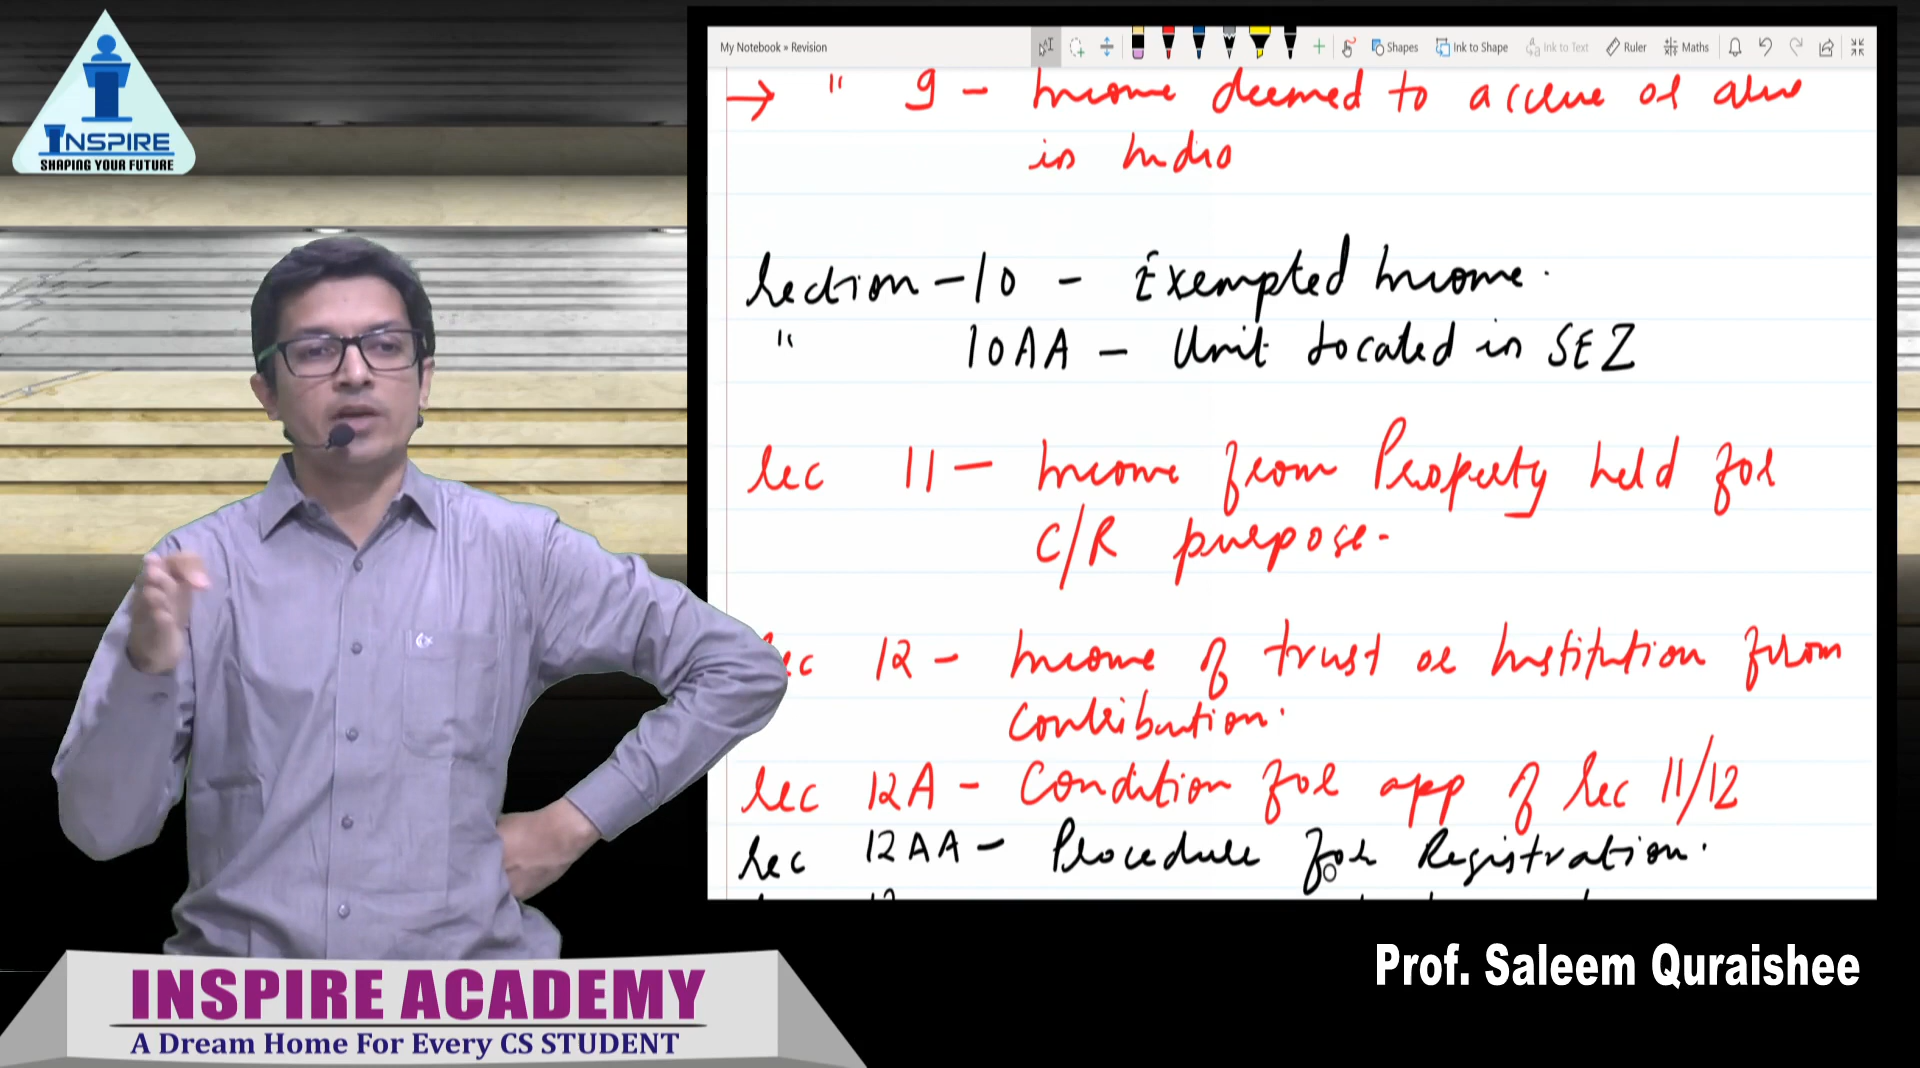 INSPIRE
SHAPING YOUR FUTURE
My Notebook » Revision
Shapes
Ink to Shape
Ink to Text
Ruler
Maths
→ " 9 - Income deemed to accrue or arise
in India
Section - 10 - Exempted Income.
" 10AA - Unit Located in SEZ
Sec 11 - Income from Property held for
C/R purpose.
Sec 12 - Income of trust or Institution from
contribution.
Sec 12A - Condition for app of Sec 11/12
Sec 12AA - Procedure for Registration.
Prof. Saleem Quraishee
INSPIRE ACADEMY
A Dream Home For Every CS STUDENT